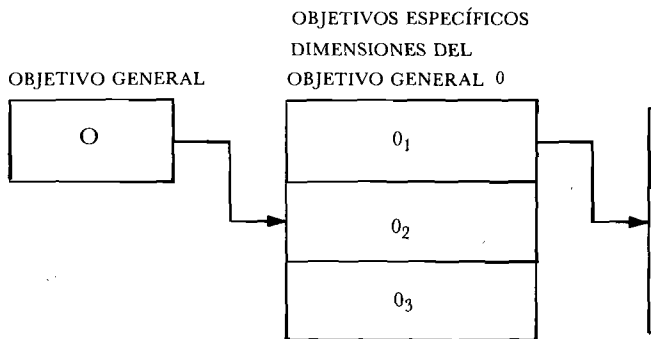 OBJETIVOS ESPECÍFICOS
DIMENSIONES DEL
OBJETIVO GENERAL 0
OBJETIVO GENERAL
O
0₁
0₂
0₃